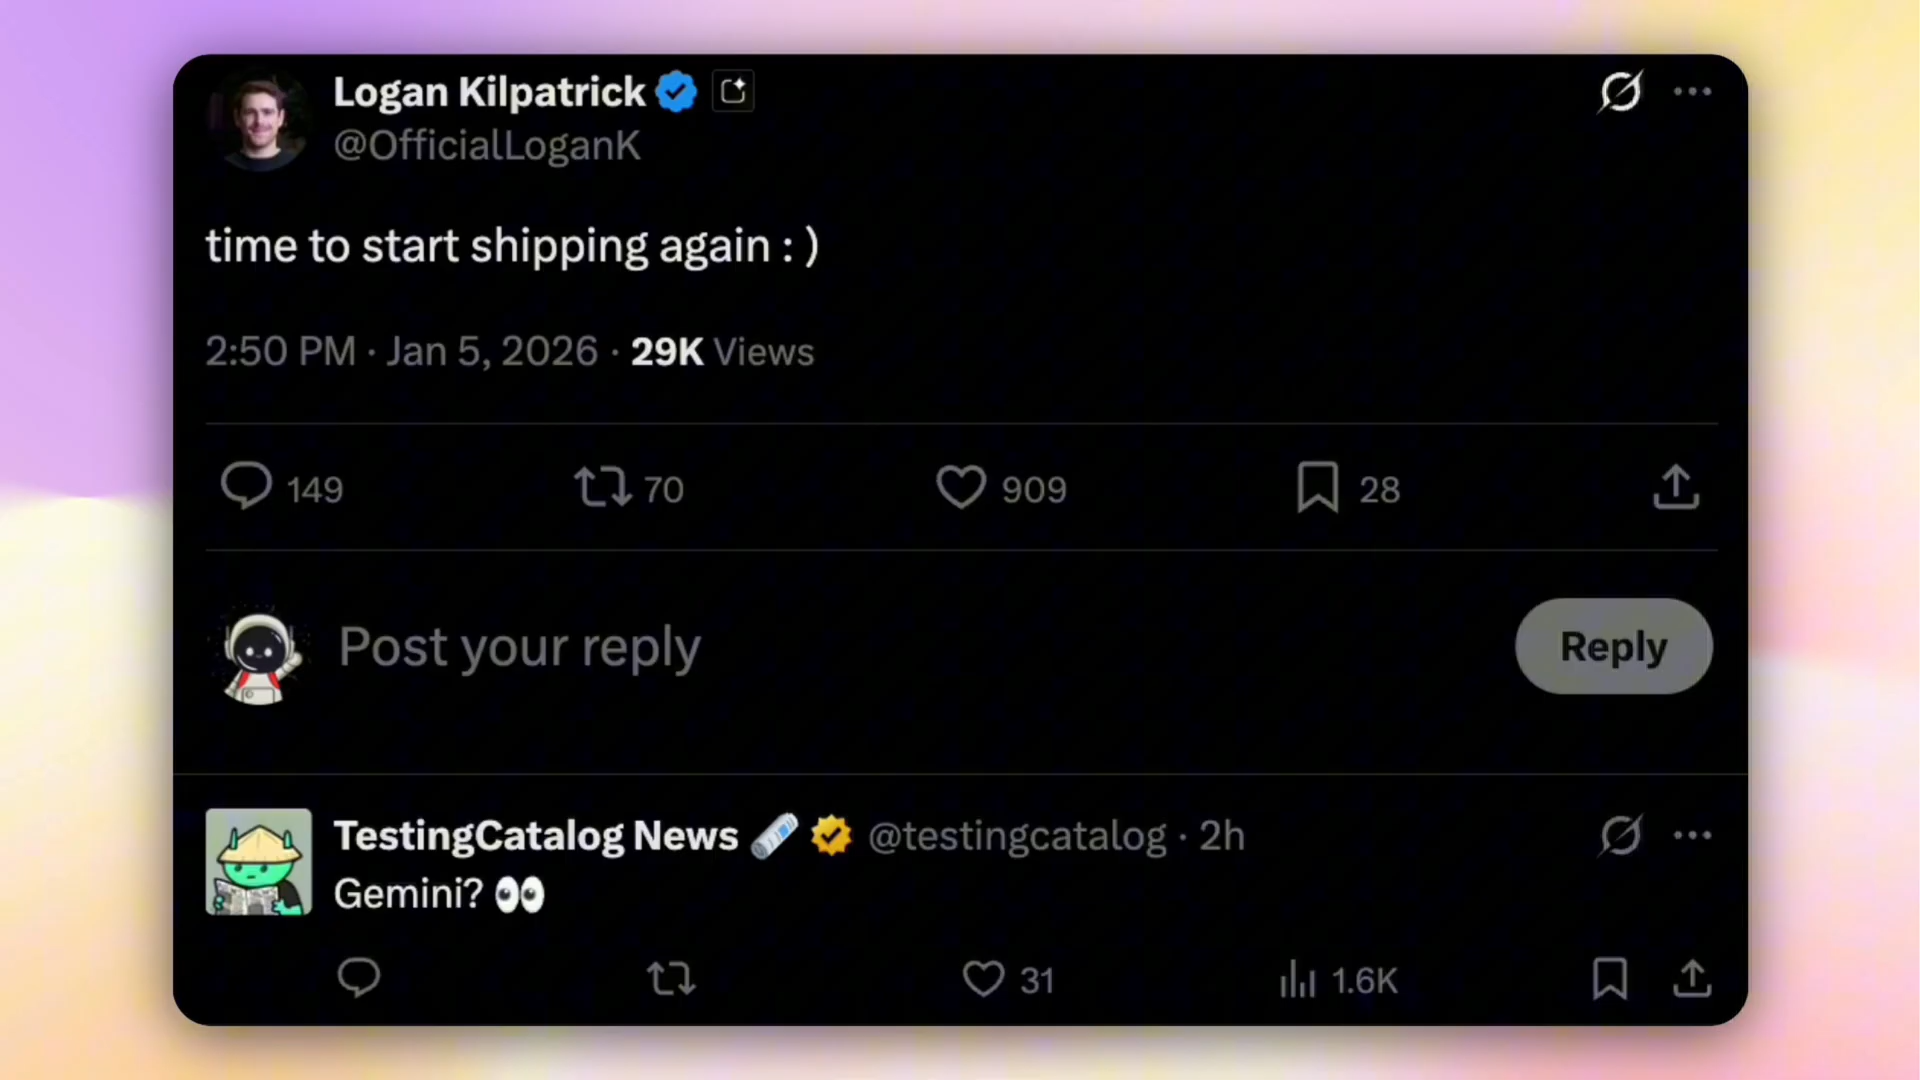 Logan Kilpatrick
@OfficialLoganK
time to start shipping again : )
2:50 PM · Jan 5, 2026 · 29K Views
149 70 909 28
Post your reply
Reply
TestingCatalog News 🗞️ @testingcatalog · 2h
Gemini? 👀
31 1.6K